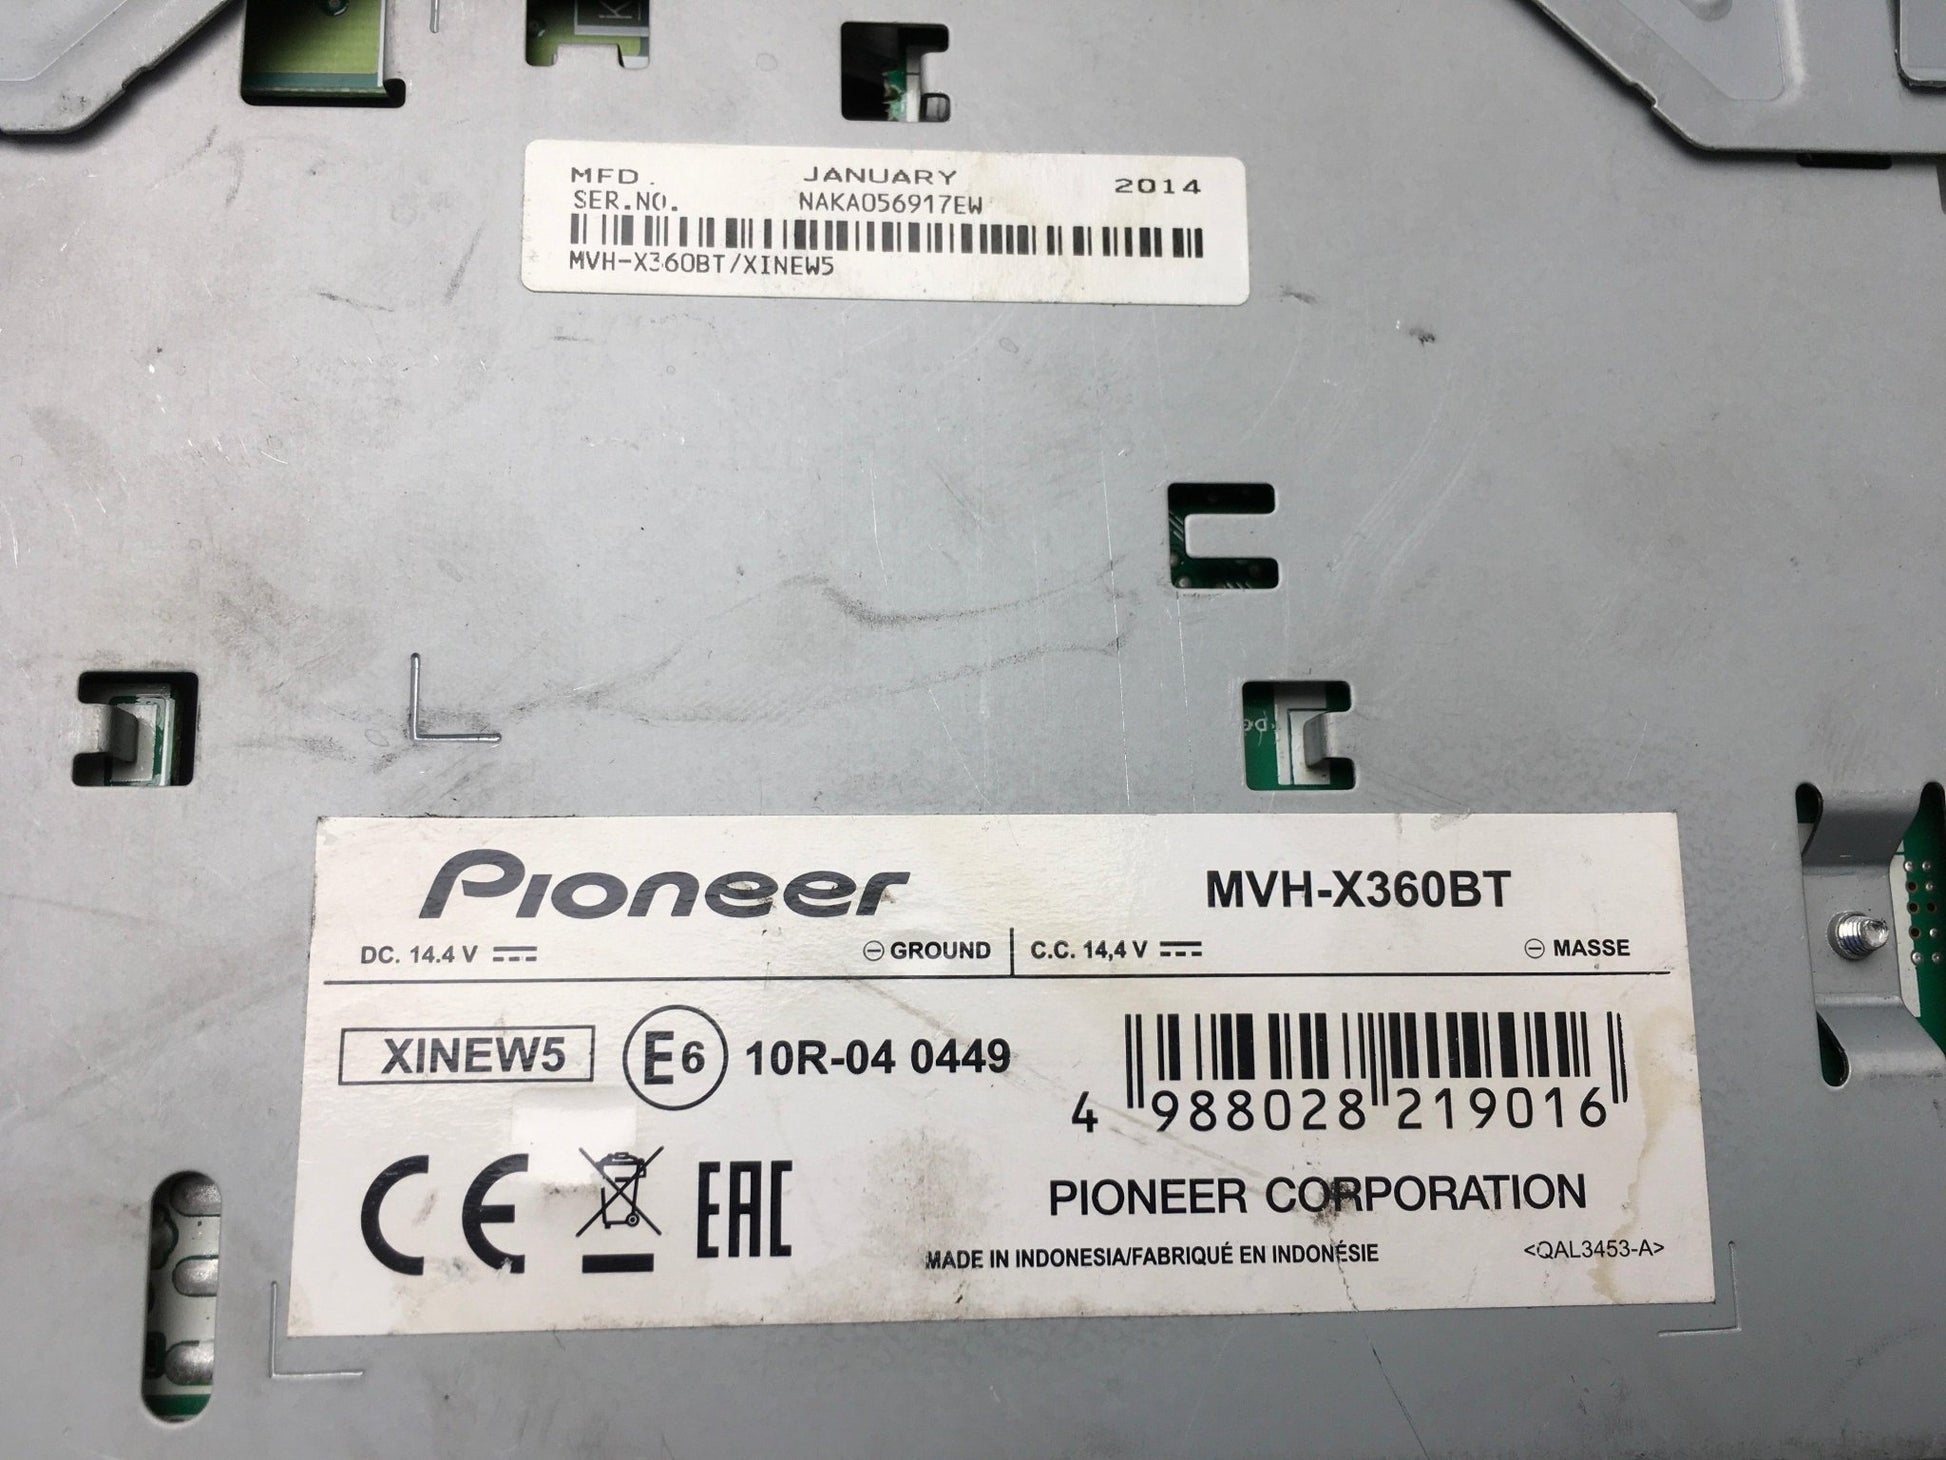 MFD. JANUARY 2014
SER.NO. NAKA056917EW
MVH-X360BT/XINEW5
Pioneer MVH-X360BT
DC. 14.4 V ⊖ GROUND C.C. 14,4 V ⊖ MASSE
XINEW5 E6 10R-04 0449
4 988028 219016
CE EAC
PIONEER CORPORATION
MADE IN INDONESIA/FABRIQUÉ EN INDONÉSIE <QAL3453-A>